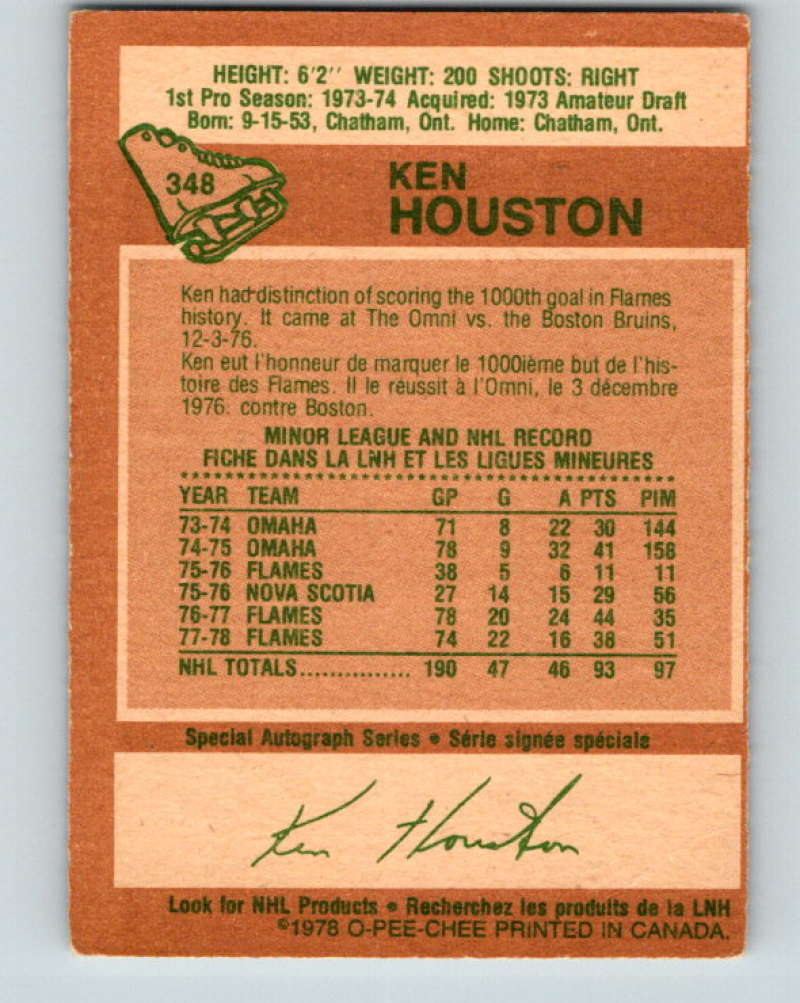 HEIGHT: 6'2'' WEIGHT: 200 SHOOTS: RIGHT
1st Pro Season: 1973-74 Acquired: 1973 Amateur Draft
Born: 9-15-53, Chatham, Ont. Home: Chatham, Ont.
348
KEN
HOUSTON
Ken had distinction of scoring the 1000th goal in Flames
history. It came at The Omni vs. the Boston Bruins,
12-3-76.
Ken eut l'honneur de marquer le 1000ième but de l'his-
toire des Flames. Il le réussit à l'Omni, le 3 décembre
1976. contre Boston.
MINOR LEAGUE AND NHL RECORD
FICHE DANS LA LNH ET LES LIGUES MINEURES
YEAR TEAM GP G A PTS PIM
73-74 OMAHA 71 8 22 30 144
74-75 OMAHA 78 9 32 41 158
75-76 FLAMES 38 5 6 11 11
75-76 NOVA SCOTIA 27 14 15 29 56
76-77 FLAMES 78 20 24 44 35
77-78 FLAMES 74 22 16 38 51
NHL TOTALS............... 190 47 46 93 97
Special Autograph Series • Série signée spéciale
Ken Houston
Look for NHL Products • Recherchez les produits de la LNH
©1978 O-PEE-CHEE PRINTED IN CANADA.